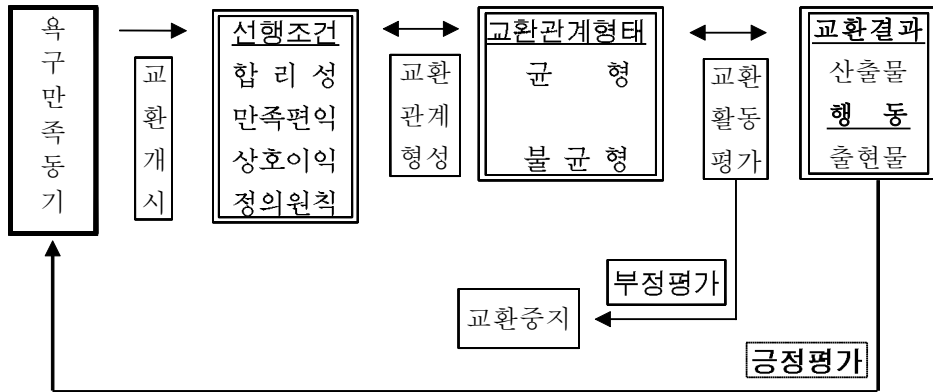 욕구만족동기
교환개시
선행조건
합 리 성
만족편익
상호이익
정의원칙
교환
관계
형성
교환관계형태
균 형
불 균 형
교환
활동
평가
교환결과
산출물
행 동
출현물
부정평가
교환중지
긍정평가